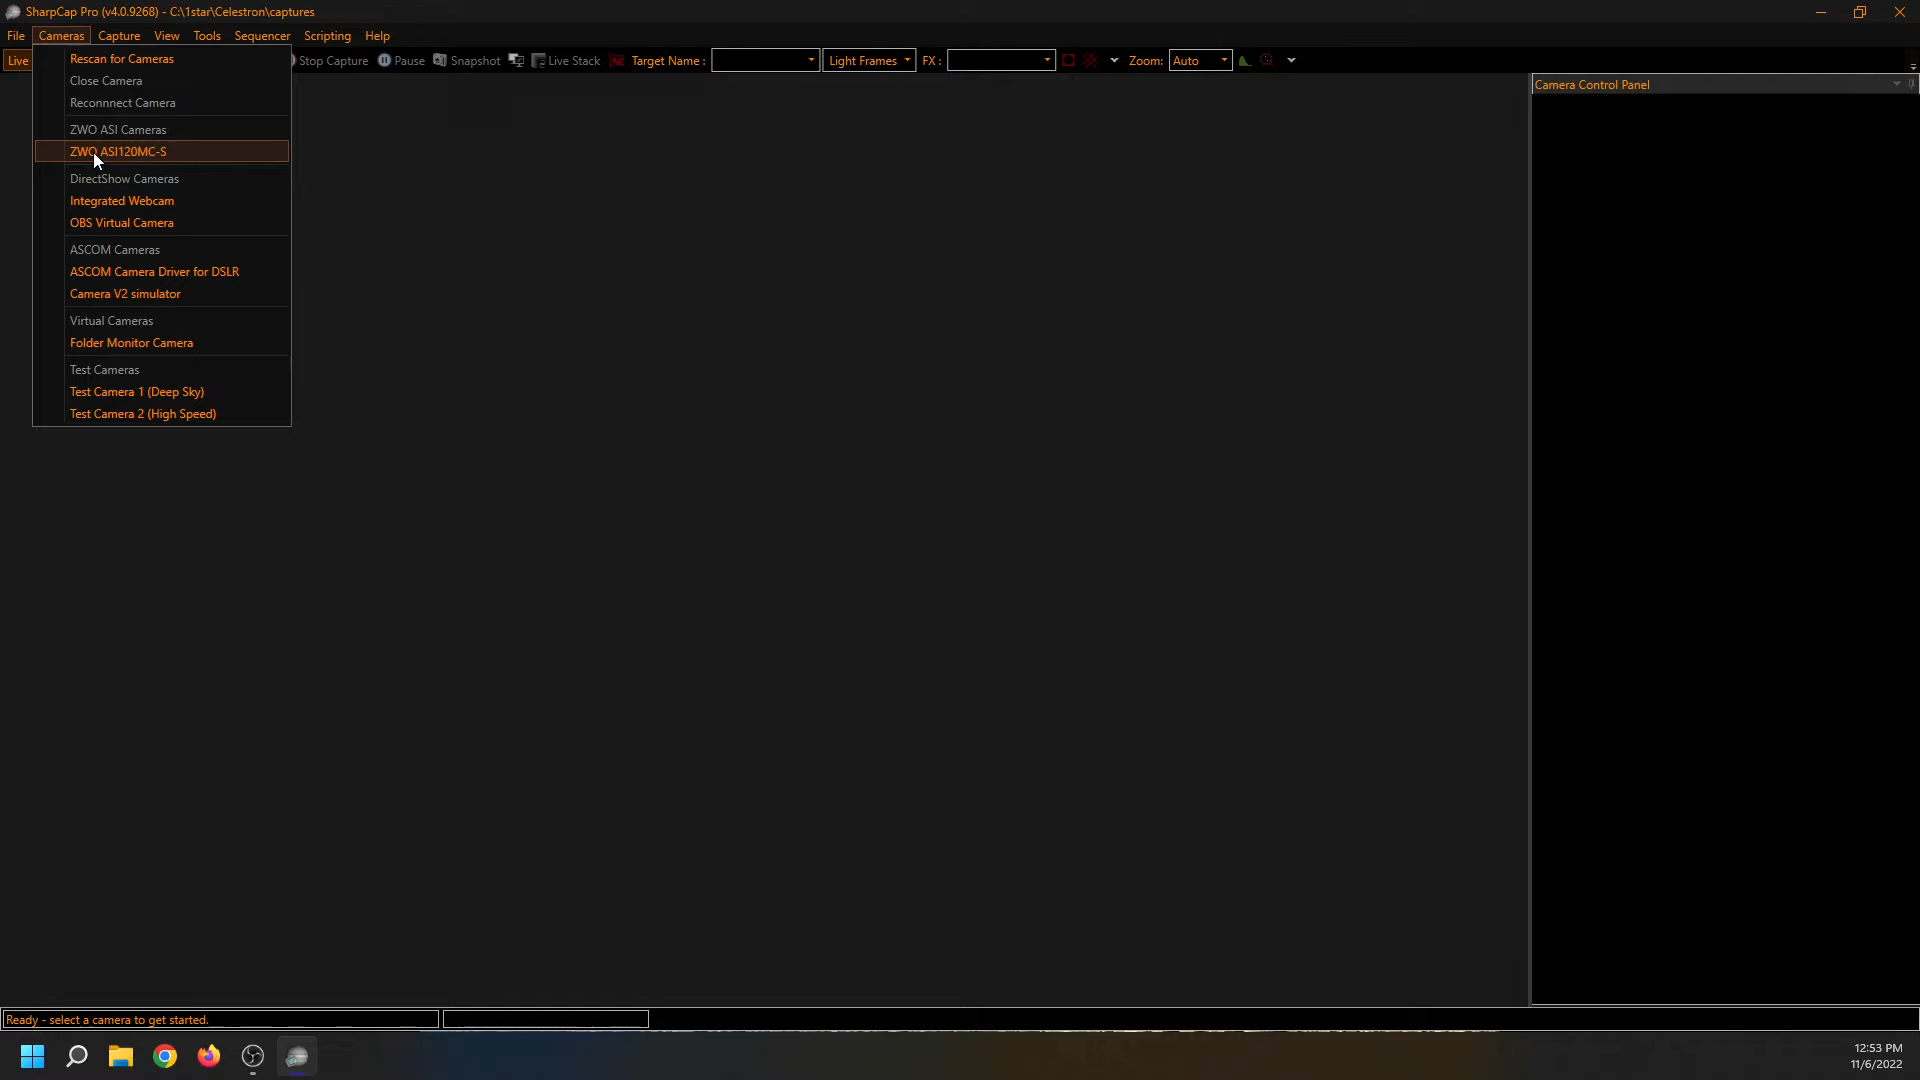 SharpCap Pro (v4.0.9268) - C:\1star\Celestron\captures
File Cameras Capture View Tools Sequencer Scripting Help
Live Stop Capture Pause Snapshot Live Stack Target Name : Light Frames FX : Zoom: Auto
Rescan for Cameras
Close Camera
Reconnnect Camera
ZWO ASI Cameras
ZWO ASI120MC-S
DirectShow Cameras
Integrated Webcam
OBS Virtual Camera
ASCOM Cameras
ASCOM Camera Driver for DSLR
Camera V2 simulator
Virtual Cameras
Folder Monitor Camera
Test Cameras
Test Camera 1 (Deep Sky)
Test Camera 2 (High Speed)
Camera Control Panel
Ready - select a camera to get started.
12:53 PM
11/6/2022